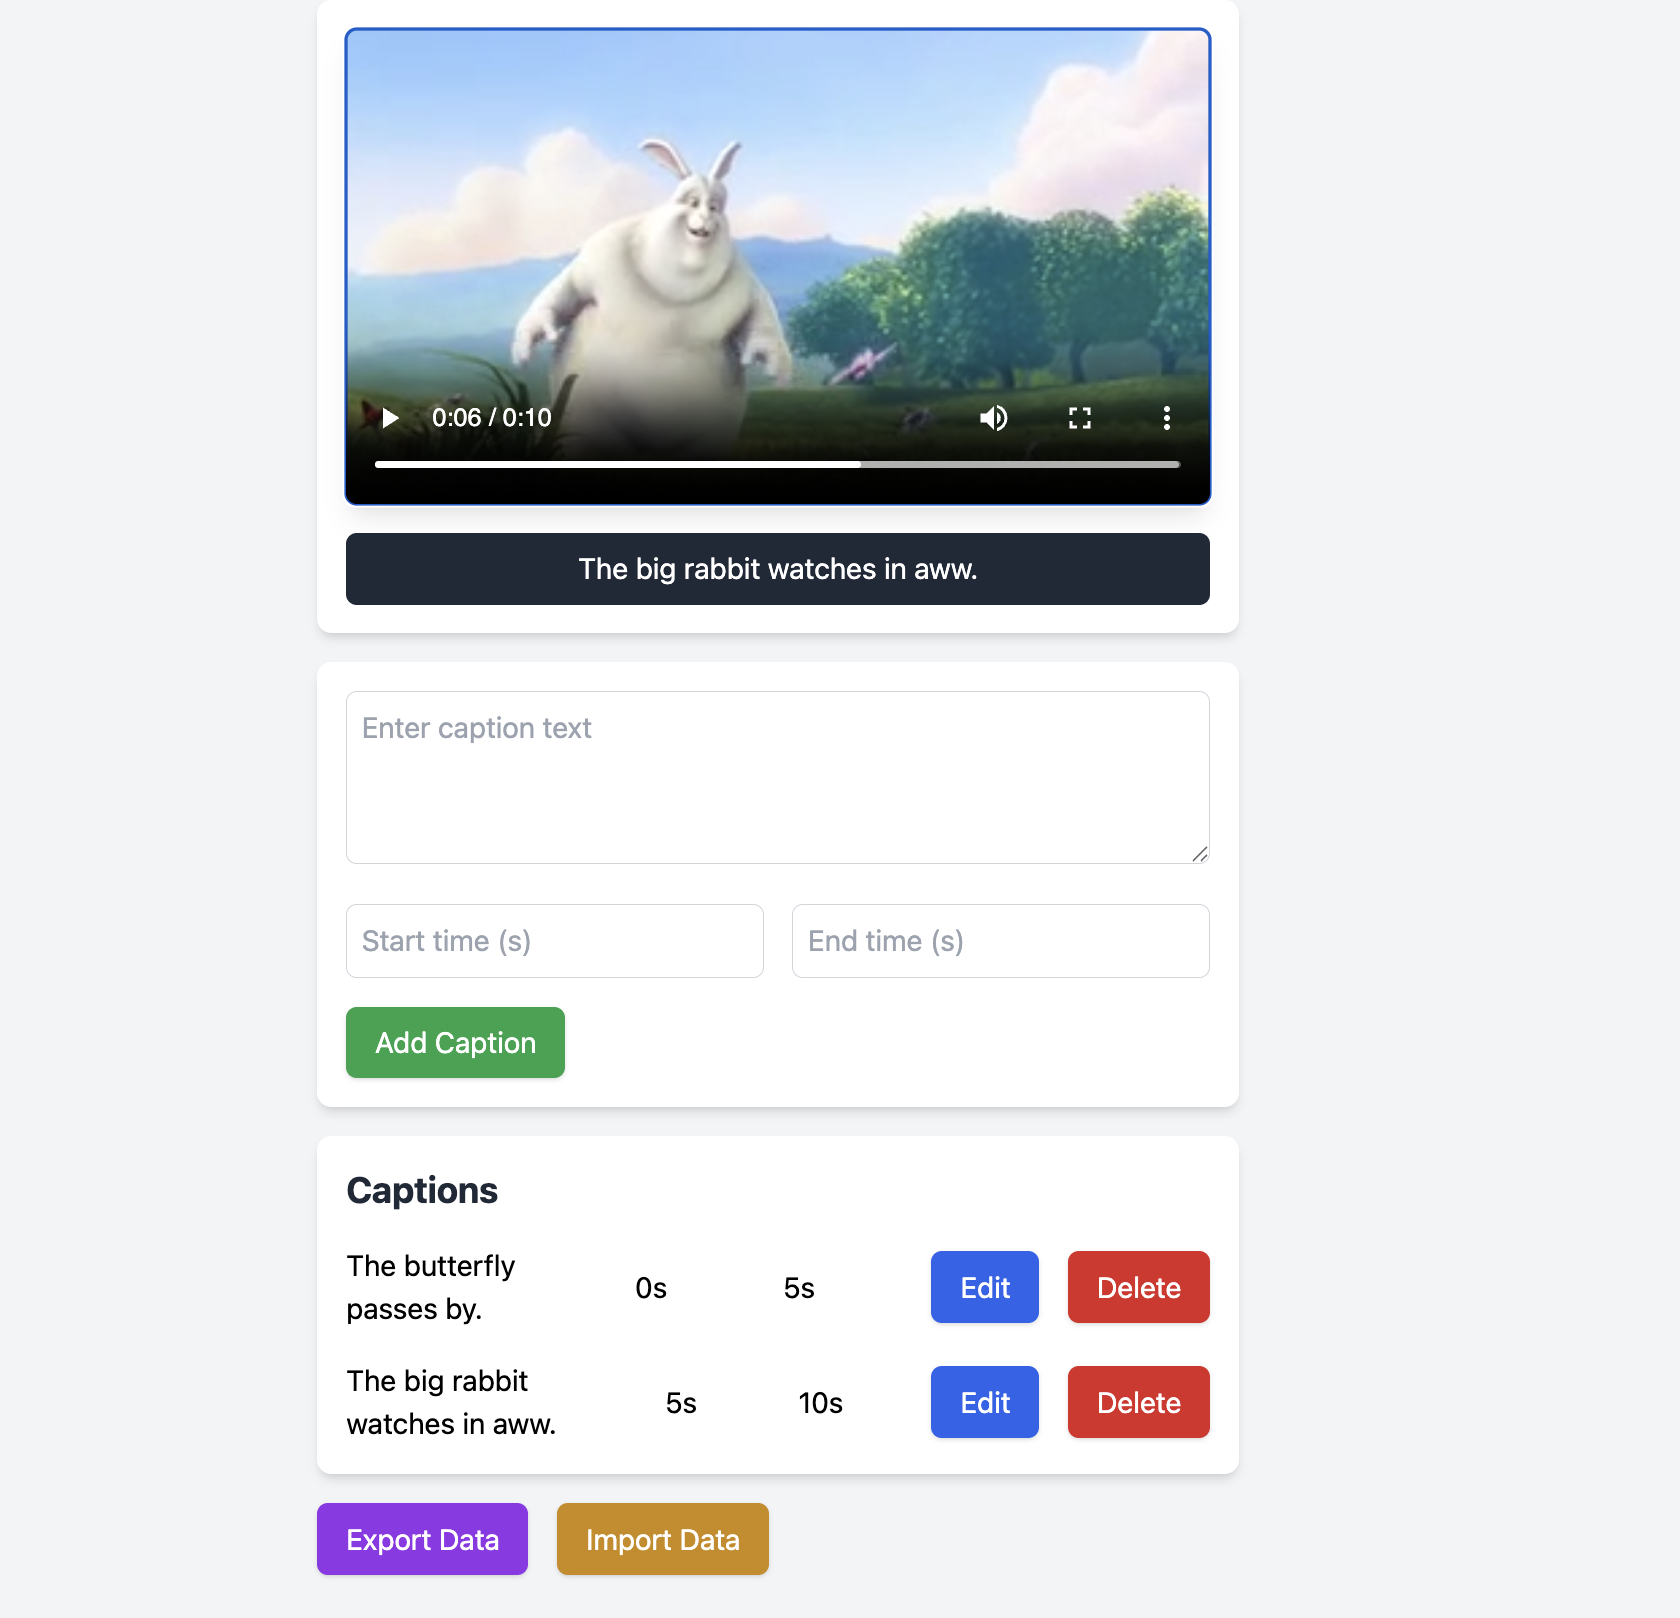 0:06 / 0:10
The big rabbit watches in aww.
Enter caption text
Start time (s) End time (s)
Add Caption
Captions
The butterfly
passes by.
0s 5s Edit Delete
The big rabbit
watches in aww.
5s 10s Edit Delete
Export Data Import Data